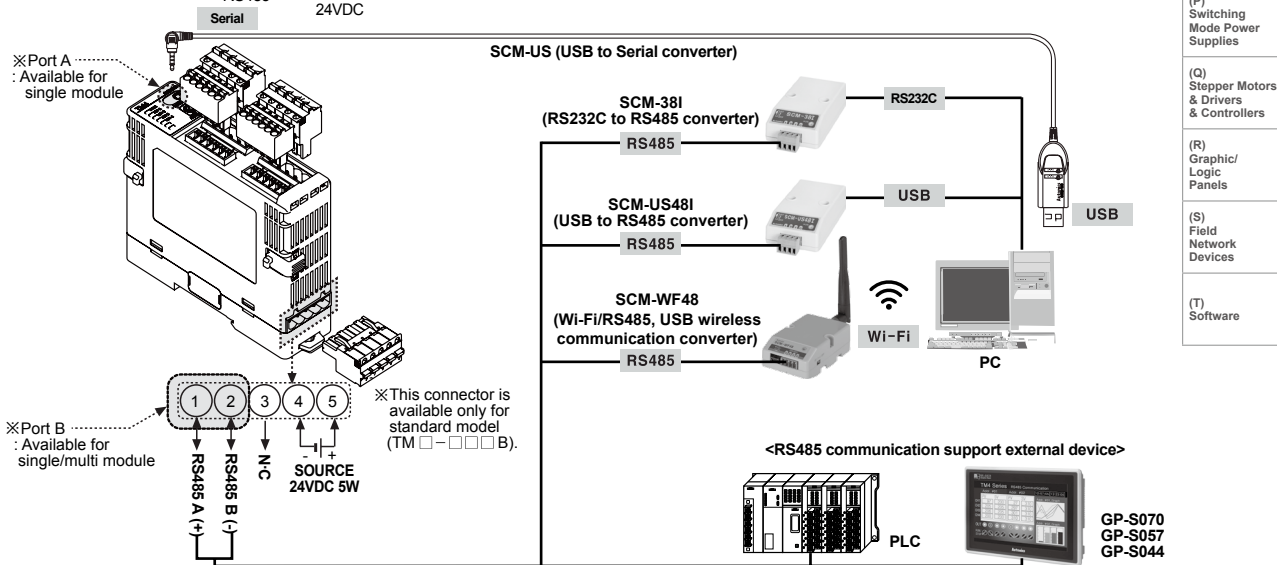 24VDC
Serial
SCM-US (USB to Serial converter)
※Port A
: Available for
single module
SCM-38I
(RS232C to RS485 converter)
RS485
RS232C
SCM-US48I
(USB to RS485 converter)
RS485
USB
USB
SCM-WF48
(Wi-Fi/RS485, USB wireless
communication converter)
RS485
Wi-Fi
PC
1 2 3 4 5
※Port B
: Available for
single/multi module
RS485 A (+)
RS485 B (-)
N·C
- +
SOURCE
24VDC 5W
※This connector is
available only for
standard model
(TM □-□□□B).
<RS485 communication support external device>
PLC
GP-S070
GP-S057
GP-S044
(P)
Switching
Mode Power
Supplies
(Q)
Stepper Motors
& Drivers
& Controllers
(R)
Graphic/
Logic
Panels
(S)
Field
Network
Devices
(T)
Software